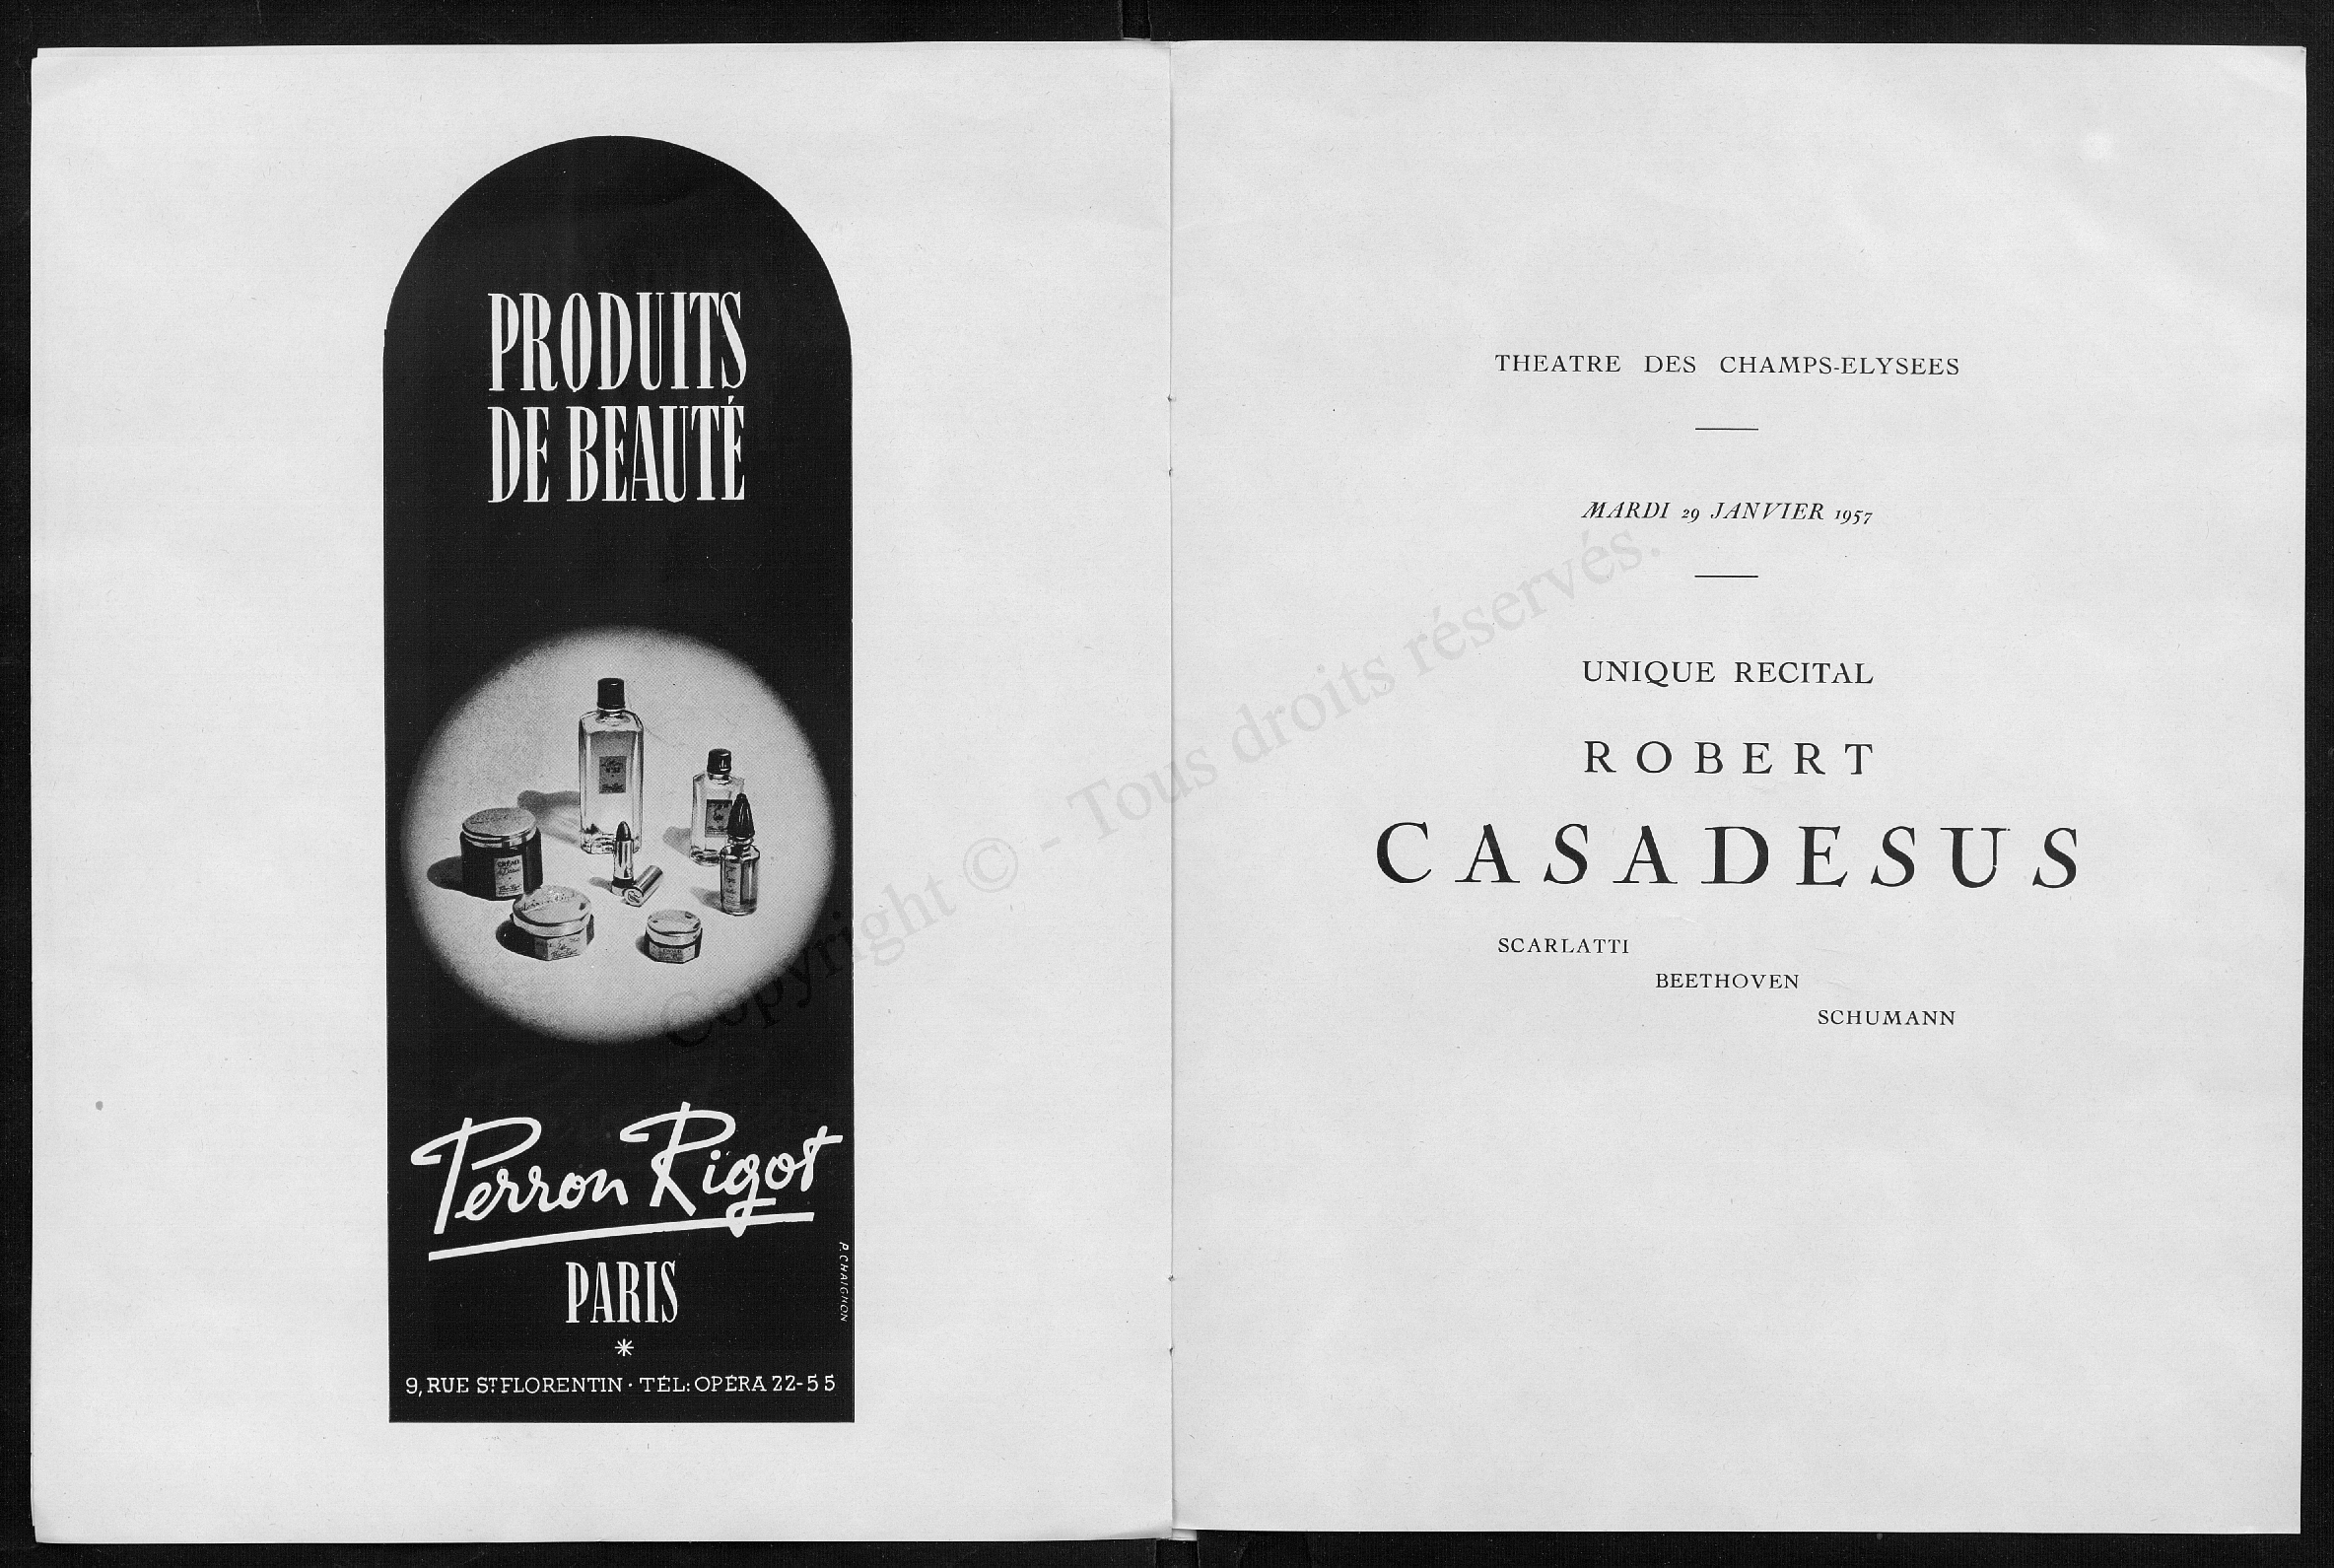 PRODUITS
DE BEAUTÉ
Perron Rigot
PARIS
P. CHAIGNON
9, RUE ST FLORENTIN · TÉL: OPÉRA 22-55
THEATRE DES CHAMPS-ELYSEES
MARDI 29 JANVIER 1957
UNIQUE RECITAL
ROBERT
CASADESUS
SCARLATTI
BEETHOVEN
SCHUMANN
Copyright © - Tous droits réservés.